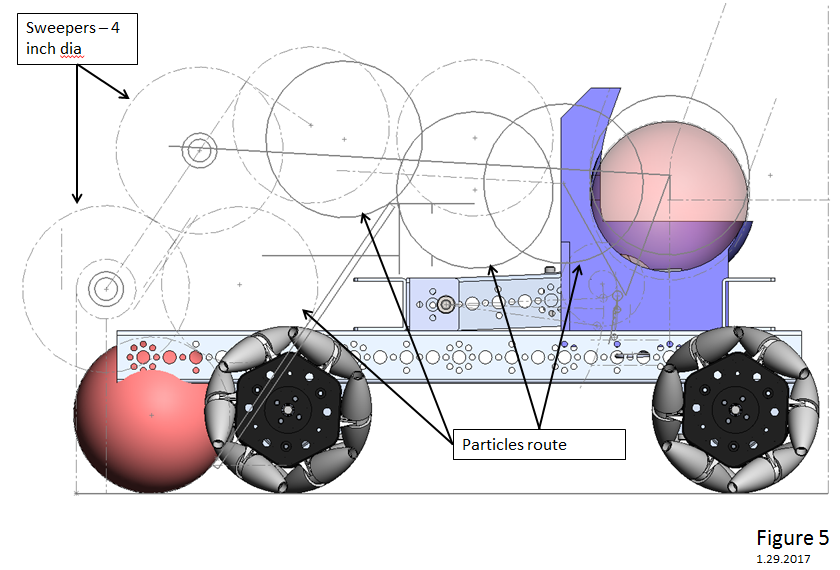 Sweepers – 4
inch dia
Particles route
Figure 5
1.29.2017